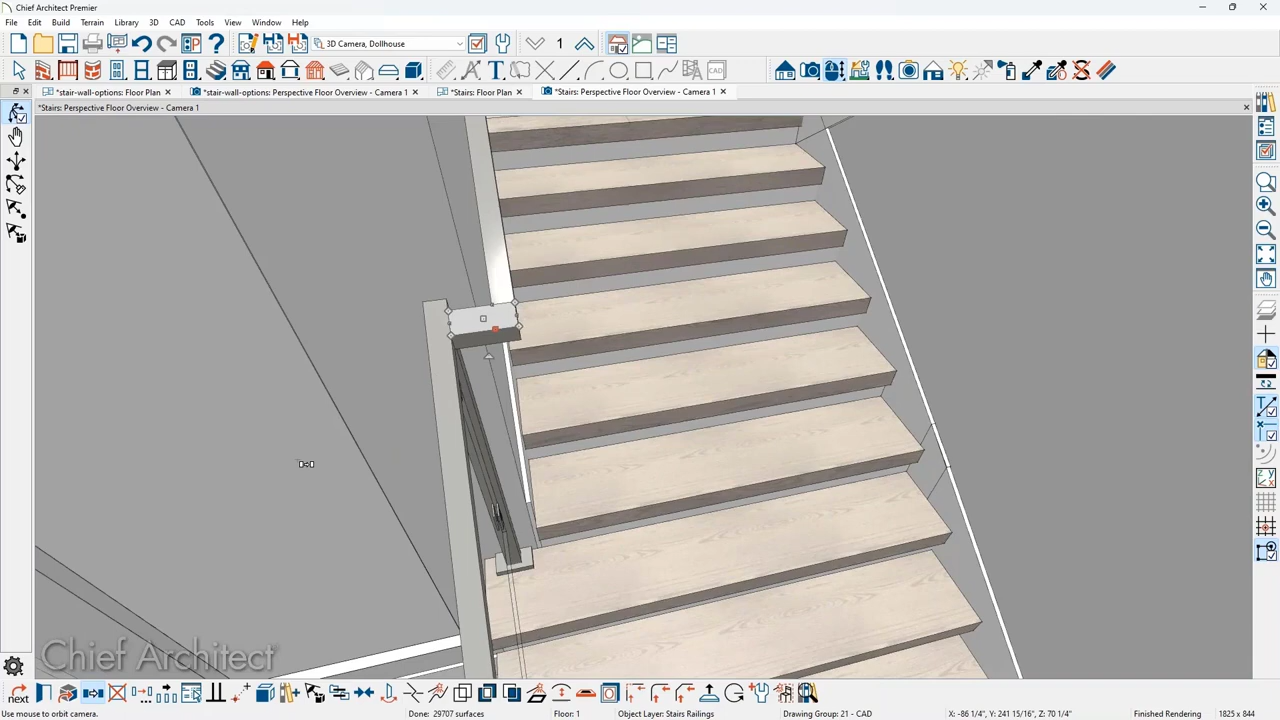 Chief Architect Premier
File Edit Build Terrain Library 3D CAD Tools View Window Help
3D Camera, Dollhouse 1
*stair-wall-options: Floor Plan *stair-wall-options: Perspective Floor Overview - Camera 1 *Stairs: Floor Plan *Stairs: Perspective Floor Overview - Camera 1
*Stairs: Perspective Floor Overview - Camera 1
Chief Architect
next
Use mouse to orbit camera. Done: 29707 surfaces Floor: 1 Object Layer: Stairs Railings Drawing Group: 21 - CAD X: -86 1/4", Y: 241 15/16", Z: 70 1/4" Finished Rendering 1825 x 844